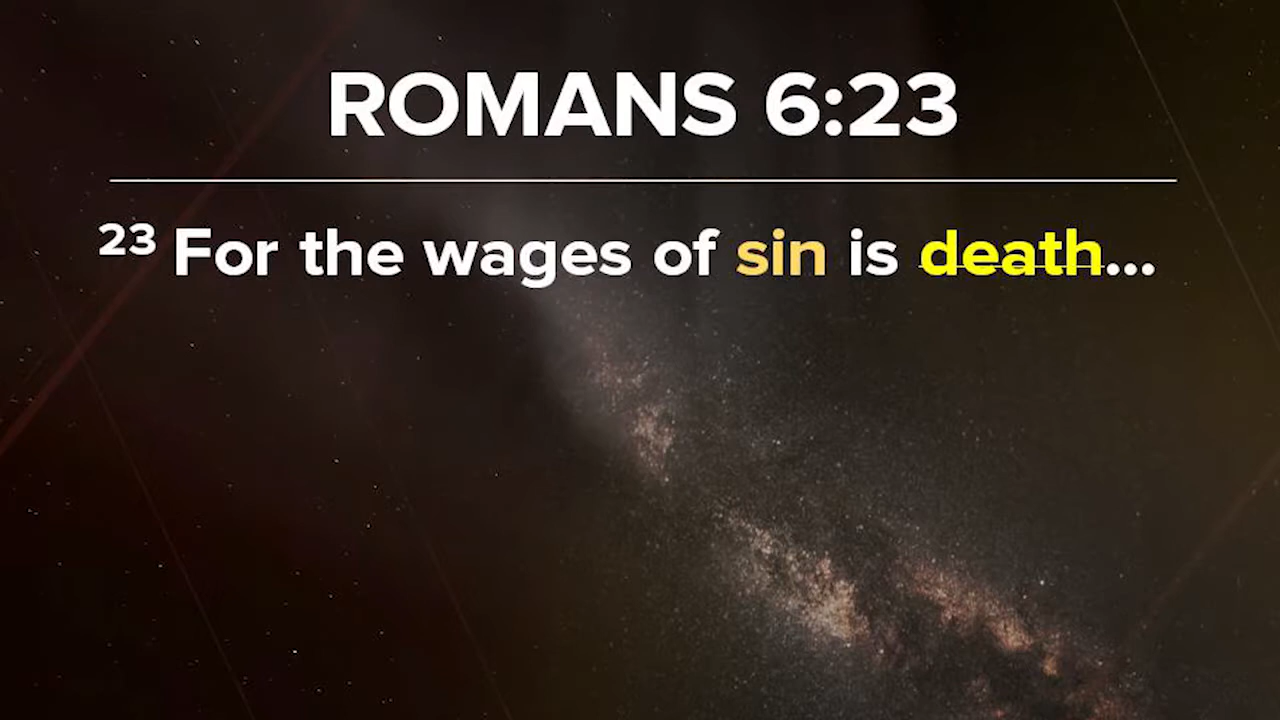 ROMANS 6:23
23 For the wages of sin is death...